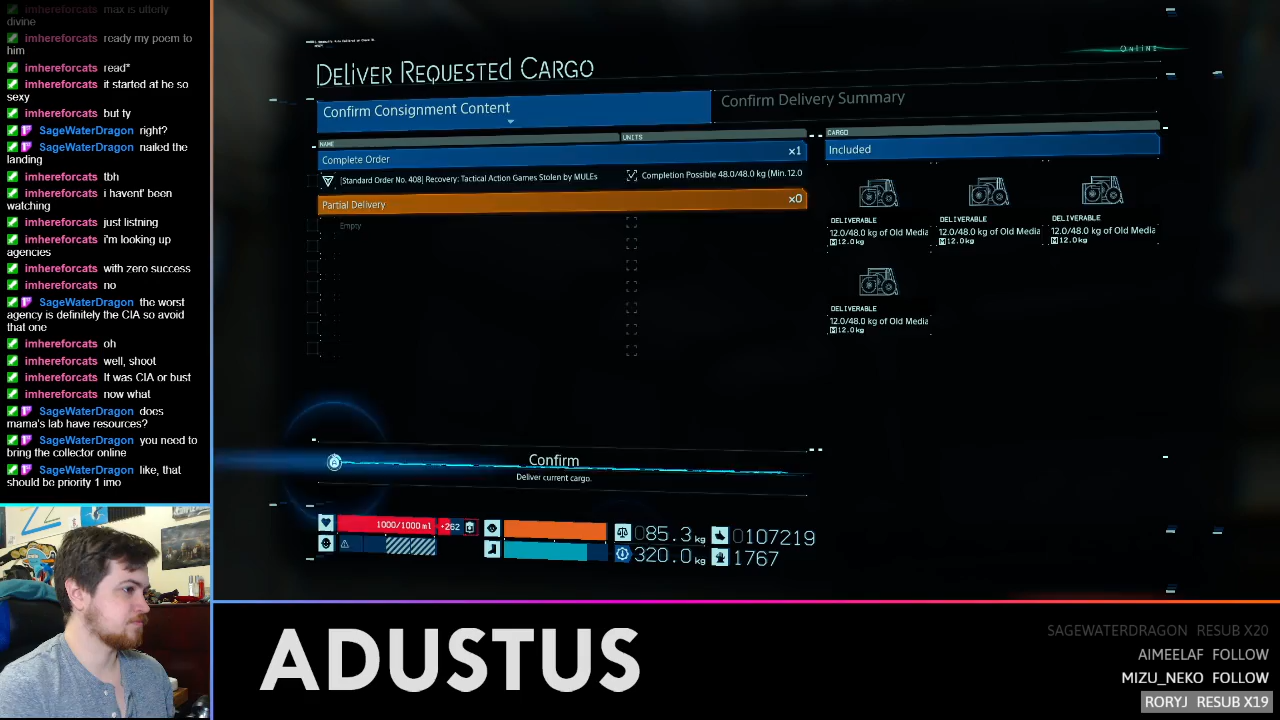 max is utterly
divine
imhereforcats ready my poem to
him
imhereforcats read*
imhereforcats it started at he so
sexy
imhereforcats but ty
SageWaterDragon right?
SageWaterDragon nailed the
landing
imhereforcats tbh
imhereforcats i havent' been
watching
imhereforcats just listning
imhereforcats i'm looking up
agencies
imhereforcats with zero success
imhereforcats no
SageWaterDragon the worst
agency is definitely the CIA so avoid
that one
imhereforcats oh
imhereforcats well, shoot
imhereforcats It was CIA or bust
imhereforcats now what
SageWaterDragon does
mama's lab have resources?
SageWaterDragon you need to
bring the collector online
SageWaterDragon like, that
should be priority 1 imo
Online
Deliver Requested Cargo
Confirm Consignment Content
Confirm Delivery Summary
NAME UNITS
CARGO
Complete Order x1
Included
[Standard Order No. 408] Recovery: Tactical Action Games Stolen by MULEs Completion Possible 48.0/48.0 kg (Min. 12.0
Partial Delivery x0
Empty
DELIVERABLE DELIVERABLE DELIVERABLE
12.0/48.0 kg of Old Media 12.0/48.0 kg of Old Media 12.0/48.0 kg of Old Media
12.0kg 12.0kg 12.0kg
DELIVERABLE
12.0/48.0 kg of Old Media
12.0kg
Confirm
Deliver current cargo.
1000/1000 ml +262 085.3 kg 0107219
320.0 kg 1767
ADUSTUS
SAGEWATERDRAGON RESUB X20
AIMEELAF FOLLOW
MIZU_NEKO FOLLOW
RORYJ RESUB X19